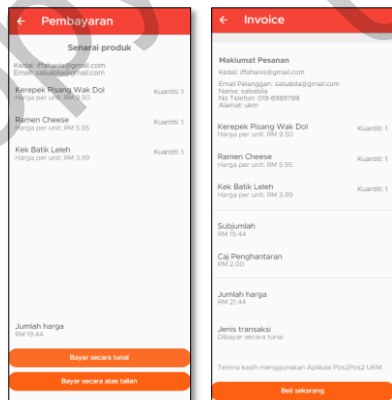 Pembayaran
Senarai produk
Kedai: iffahanis@gmail.com
Email: salsabila@gmail.com
Kerepek Pisang Wak Dol
Harga per unit: RM 9.50
Kuantiti: 1
Ramen Cheese
Harga per unit: RM 5.95
Kuantiti: 1
Kek Batik Leleh
Harga per unit: RM 3.99
Kuantiti: 1
Jumlah harga
RM 19.44
Bayar secara tunai
Bayar secara atas talian
Invoice
Maklumat Pesanan
Kedai: iffahanis@gmail.com
Email Pelanggan: salsabila@gmail.com
Nama: salsabila
No Telefon: 019-8989789
Alamat: ukm
Kerepek Pisang Wak Dol
Harga per unit: RM 9.50
Kuantiti: 1
Ramen Cheese
Harga per unit: RM 5.95
Kuantiti: 1
Kek Batik Leleh
Harga per unit: RM 3.99
Kuantiti: 1
Subjumlah
RM 19.44
Caj Penghantaran
RM 2.00
Jumlah harga
RM 21.44
Jenis transaksi
Dibayar secara tunai
Terima kasih menggunakan Aplikasi Pos2Pos2 UKM.
Beli sekarang